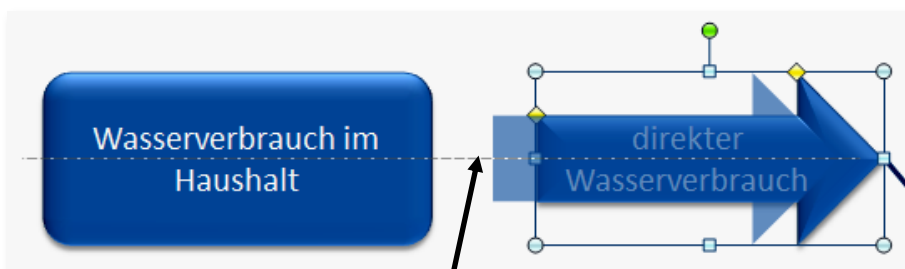 Wasserverbrauch im
Haushalt
direkter
Wasserverbrauch